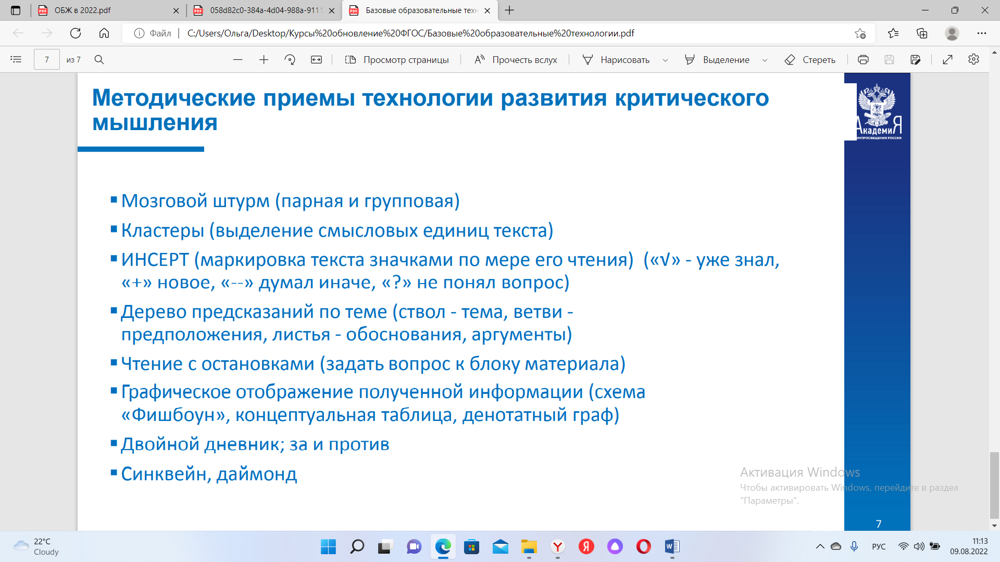 ОБЖ в 2022.pdf
058d82c0-384a-4d04-988a-9111
Базовые образовательные техн
Файл
C:/Users/Ольга/Desktop/Курсы%20обновление%20ФГОС/Базовые%20образовательные%20технологии.pdf
7
из 7
Просмотр страницы
Прочесть вслух
Нарисовать
Выделение
Стереть
Методические приемы технологии развития критического
мышления
АкадемиЯ
ИНПРОСВЕЩЕНИЯ РОССИИ
▪Мозговой штурм (парная и групповая)
▪Кластеры (выделение смысловых единиц текста)
▪ИНСЕРТ (маркировка текста значками по мере его чтения) («√» - уже знал,
«+» новое, «--» думал иначе, «?» не понял вопрос)
▪Дерево предсказаний по теме (ствол - тема, ветви -
предположения, листья - обоснования, аргументы)
▪Чтение с остановками (задать вопрос к блоку материала)
▪Графическое отображение полученной информации (схема
«Фишбоун», концептуальная таблица, денотатный граф)
▪Двойной дневник; за и против
▪Синквейн, даймонд
Активация Windows
Чтобы активировать Windows, перейдите в раздел
"Параметры".
7
22°C
Cloudy
РУС
11:13
09.08.2022